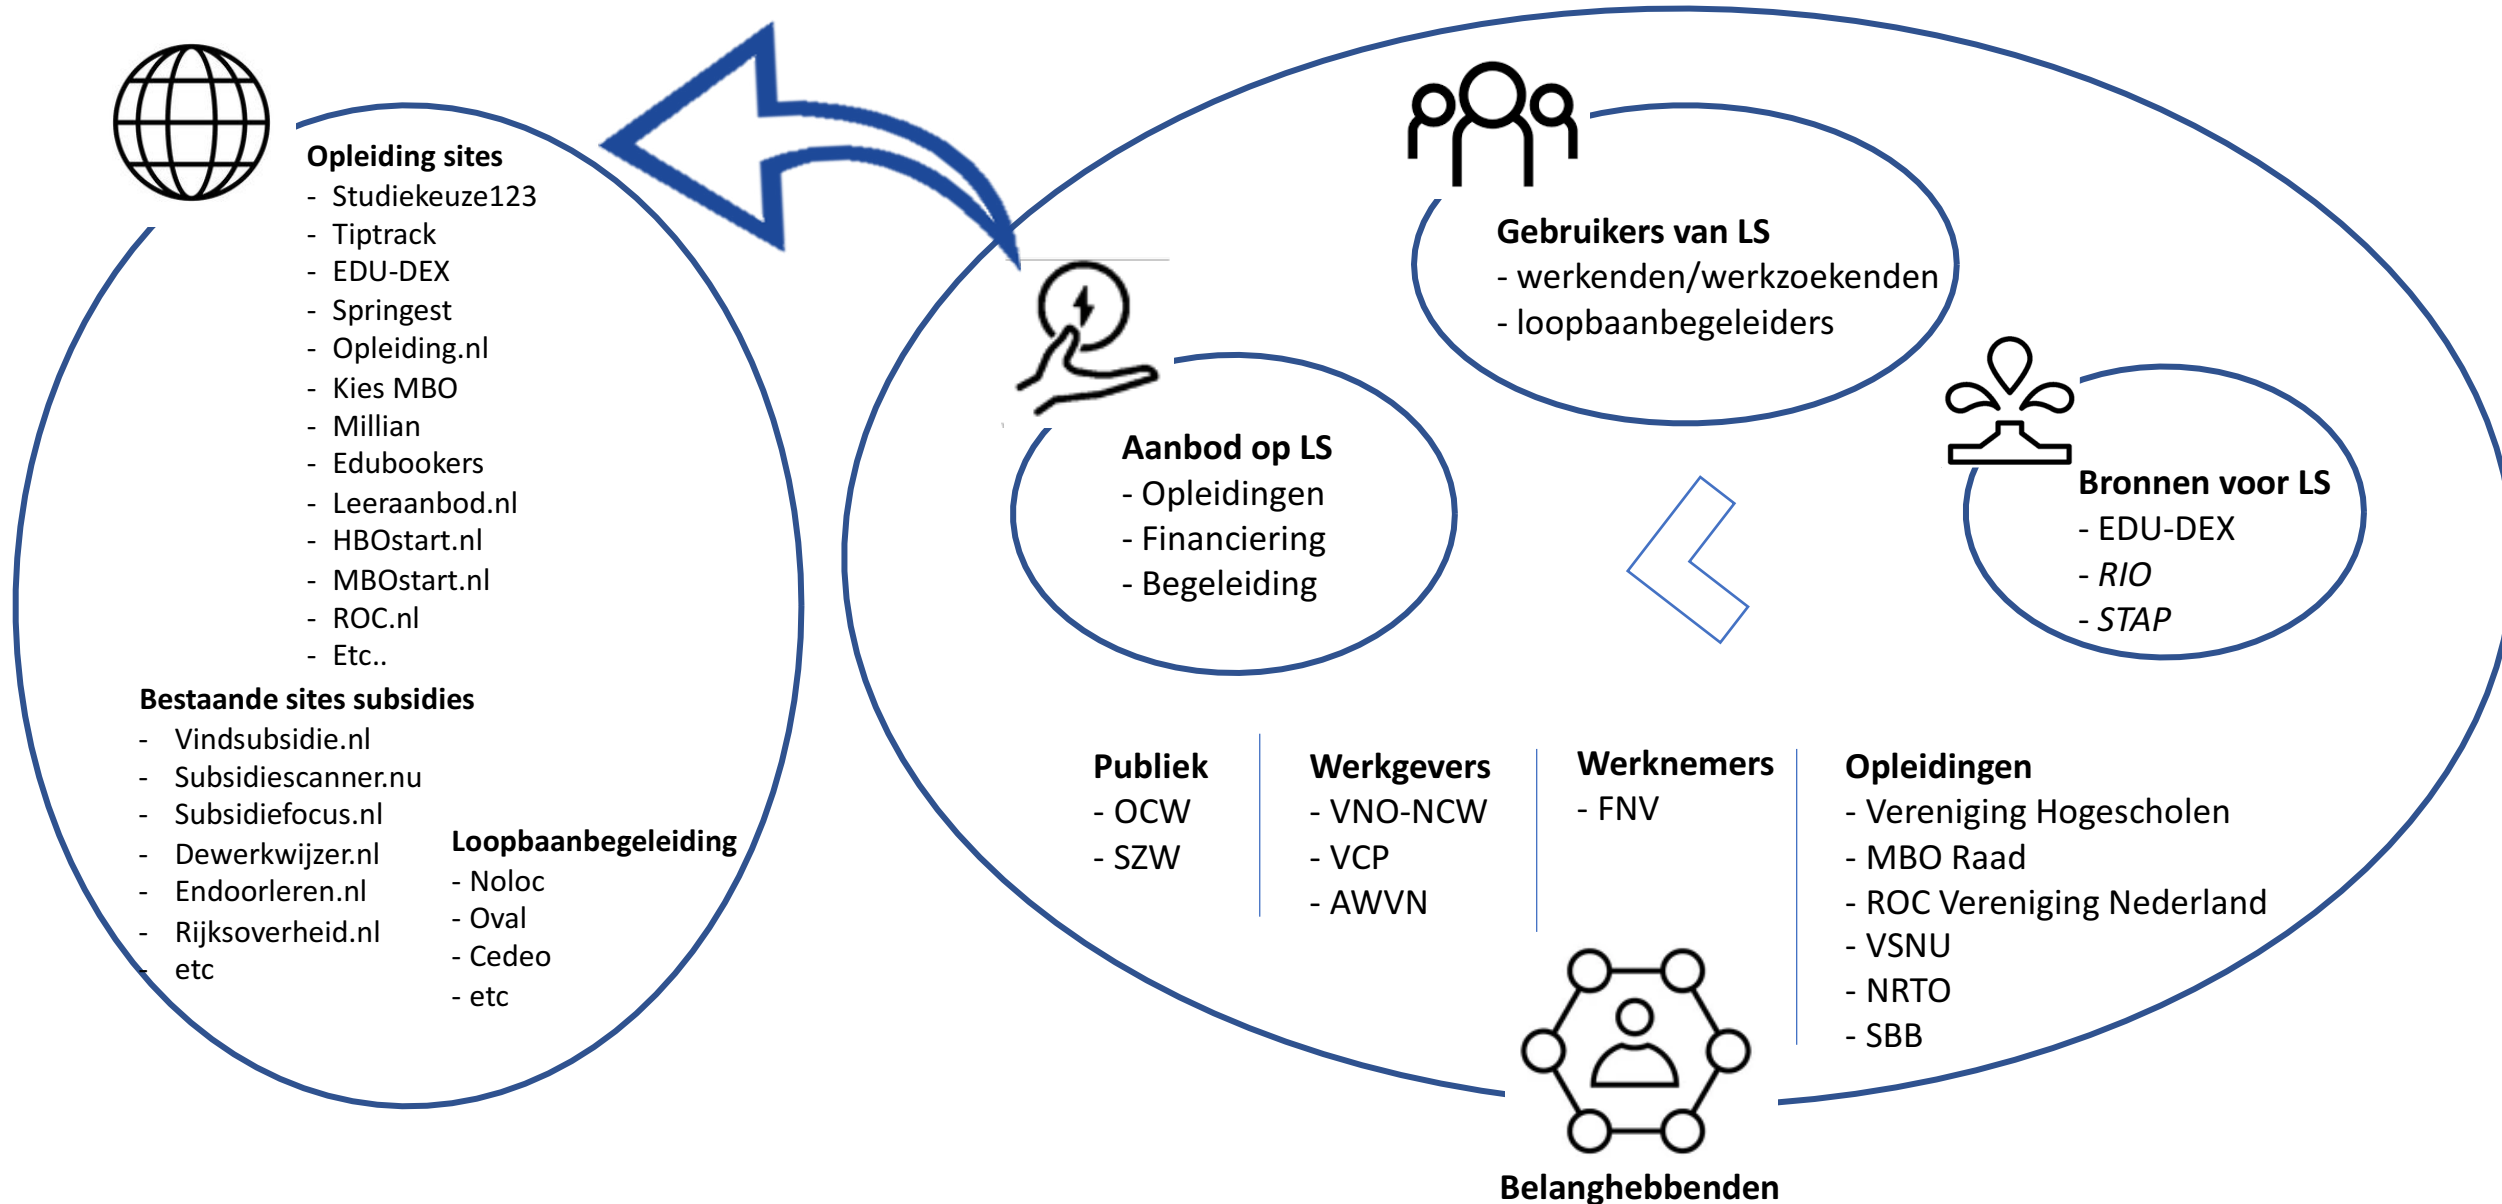 Opleiding sites
- Studiekeuze123
- Tiptrack
- EDU-DEX
- Springest
- Opleiding.nl
- Kies MBO
- Millian
- Edubookers
- Leeraanbod.nl
- HBOstart.nl
- MBOstart.nl
- ROC.nl
- Etc..
Bestaande sites subsidies
- Vindsubsidie.nl
- Subsidiescanner.nu
- Subsidiefocus.nl
- Dewerkwijzer.nl
- Endoorleren.nl
- Rijksoverheid.nl
- etc
Loopbaanbegeleiding
- Noloc
- Oval
- Cedeo
- etc
Gebruikers van LS
- werkenden/werkzoekenden
- loopbaanbegeleiders
Aanbod op LS
- Opleidingen
- Financiering
- Begeleiding
Bronnen voor LS
- EDU-DEX
- RIO
- STAP
Publiek
- OCW
- SZW
Werkgevers
- VNO-NCW
- VCP
- AWVN
Werknemers
- FNV
Opleidingen
- Vereniging Hogescholen
- MBO Raad
- ROC Vereniging Nederland
- VSNU
- NRTO
- SBB
Belanghebbenden